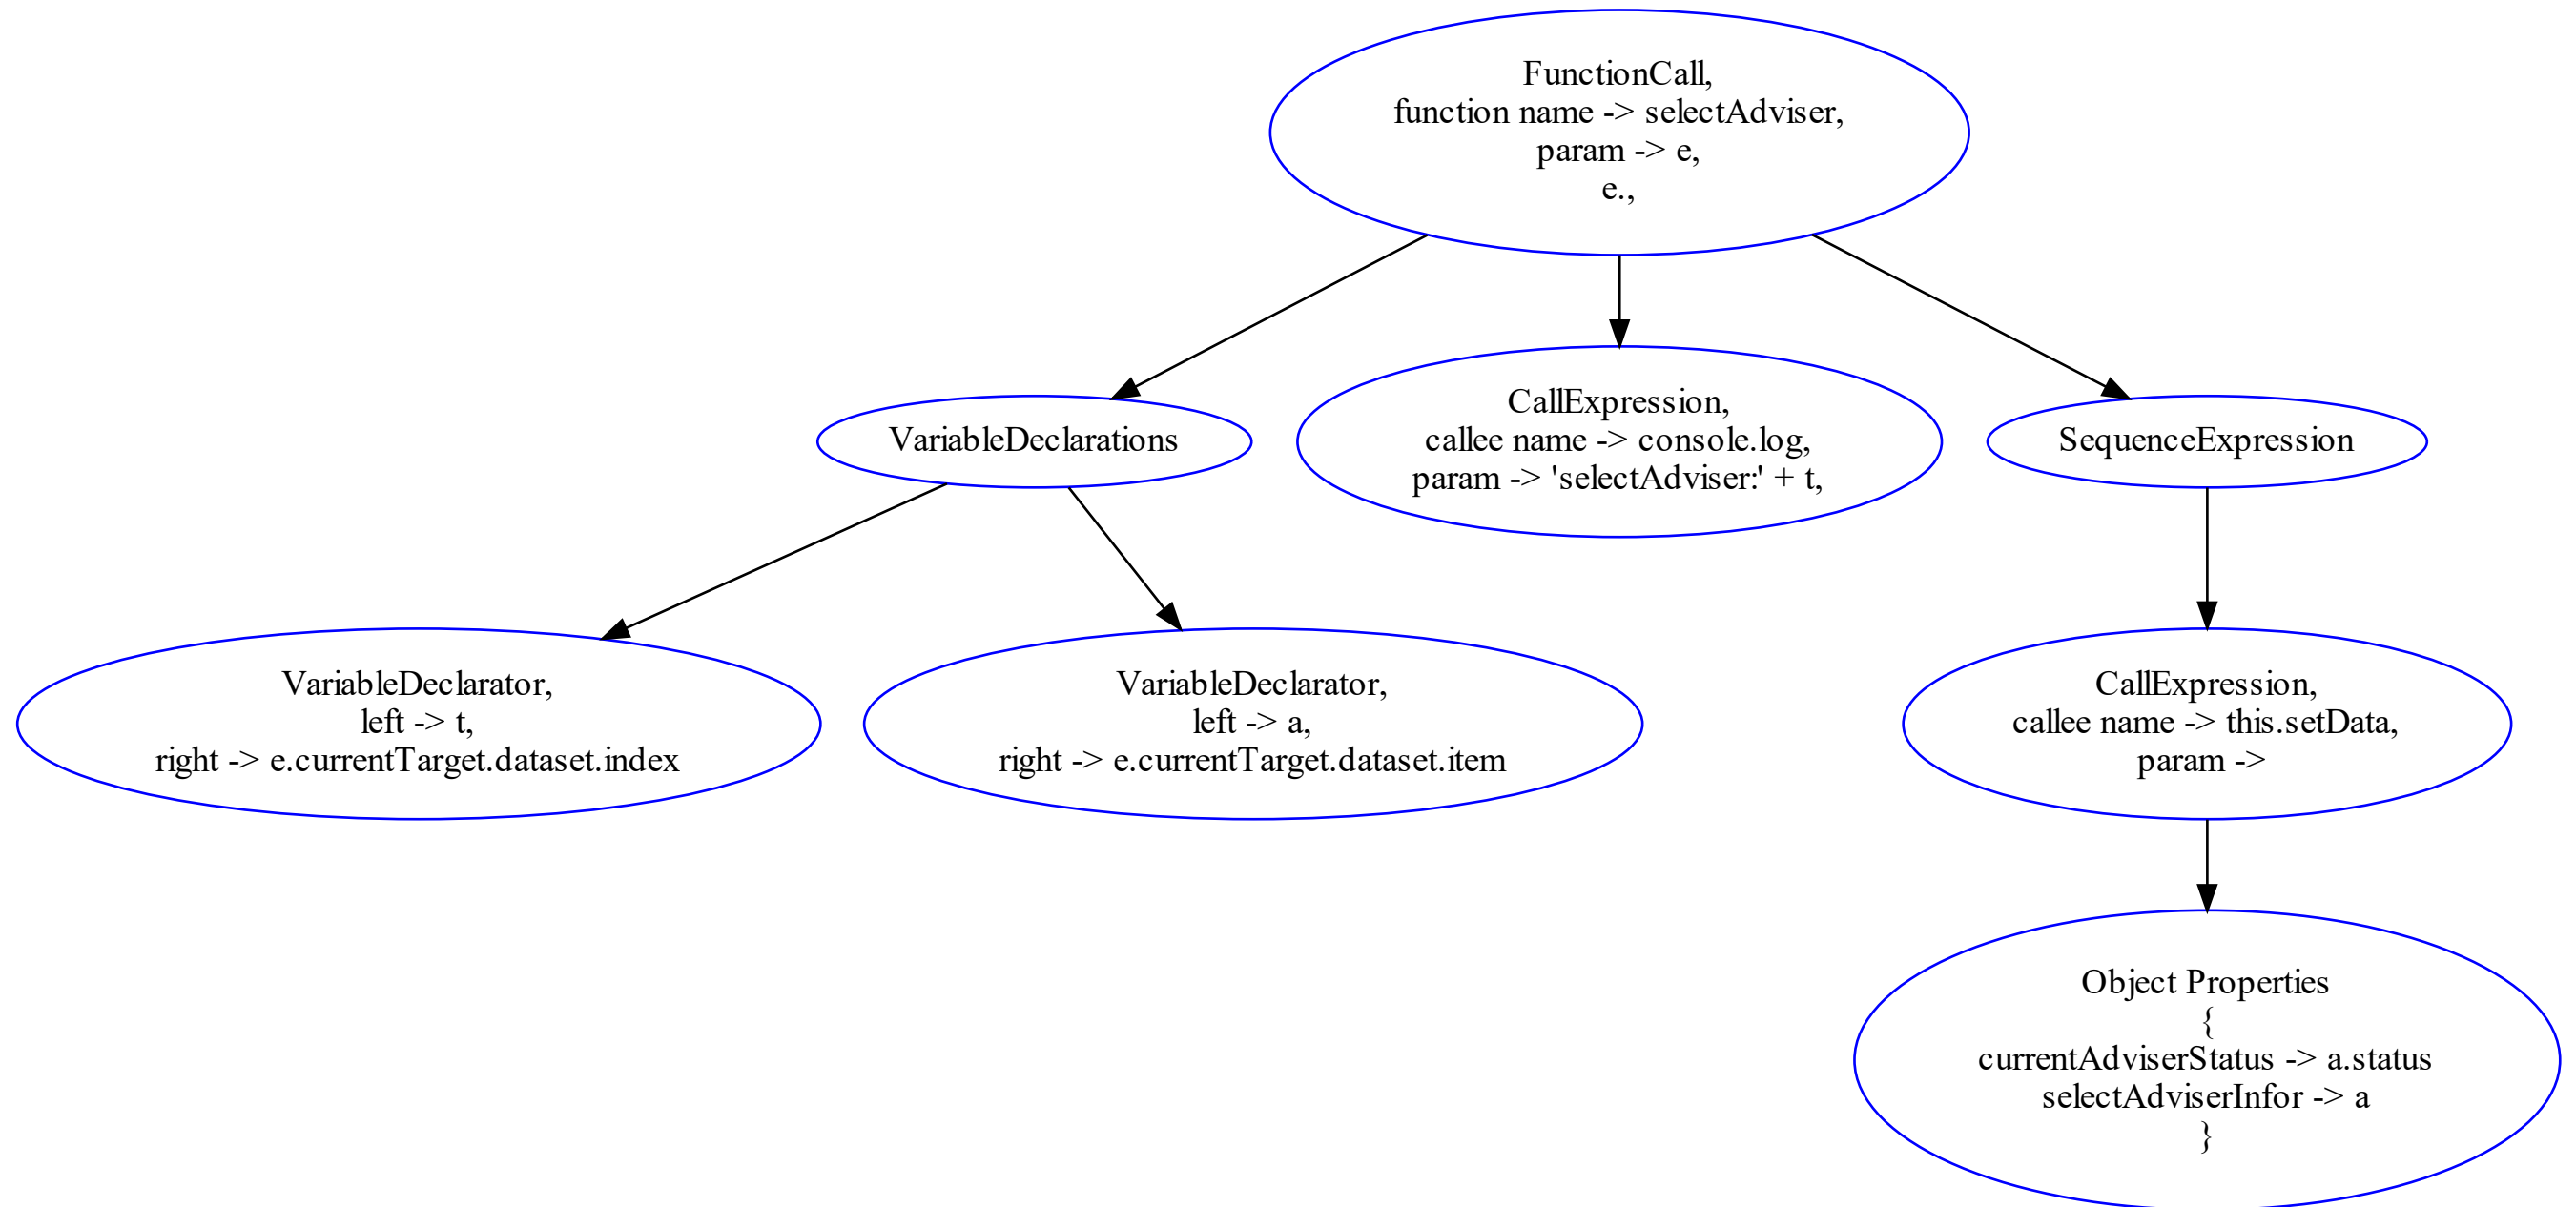 FunctionCall,
function name -> selectAdviser,
param -> e,
e.,
VariableDeclarations
CallExpression,
callee name -> console.log,
param -> 'selectAdviser:' + t,
SequenceExpression
VariableDeclarator,
left -> t,
right -> e.currentTarget.dataset.index
VariableDeclarator,
left -> a,
right -> e.currentTarget.dataset.item
CallExpression,
callee name -> this.setData,
param ->
Object Properties
{
currentAdviserStatus -> a.status
selectAdviserInfor -> a
}